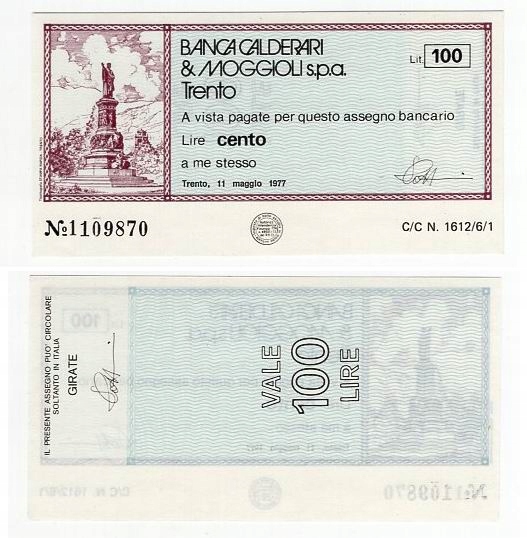 BANCA CALDERARI
& MOGGIOLI s.p.a.
Trento
Lit. 100
A vista pagate per questo assegno bancario
Lire cento
a me stesso
Trento, 11 maggio 1977
№1109870
C/C N. 1612/6/1
IL PRESENTE ASSEGNO PUO' CIRCOLARE
SOLTANTO IN ITALIA
GIRATE
VALE
100
LIRE